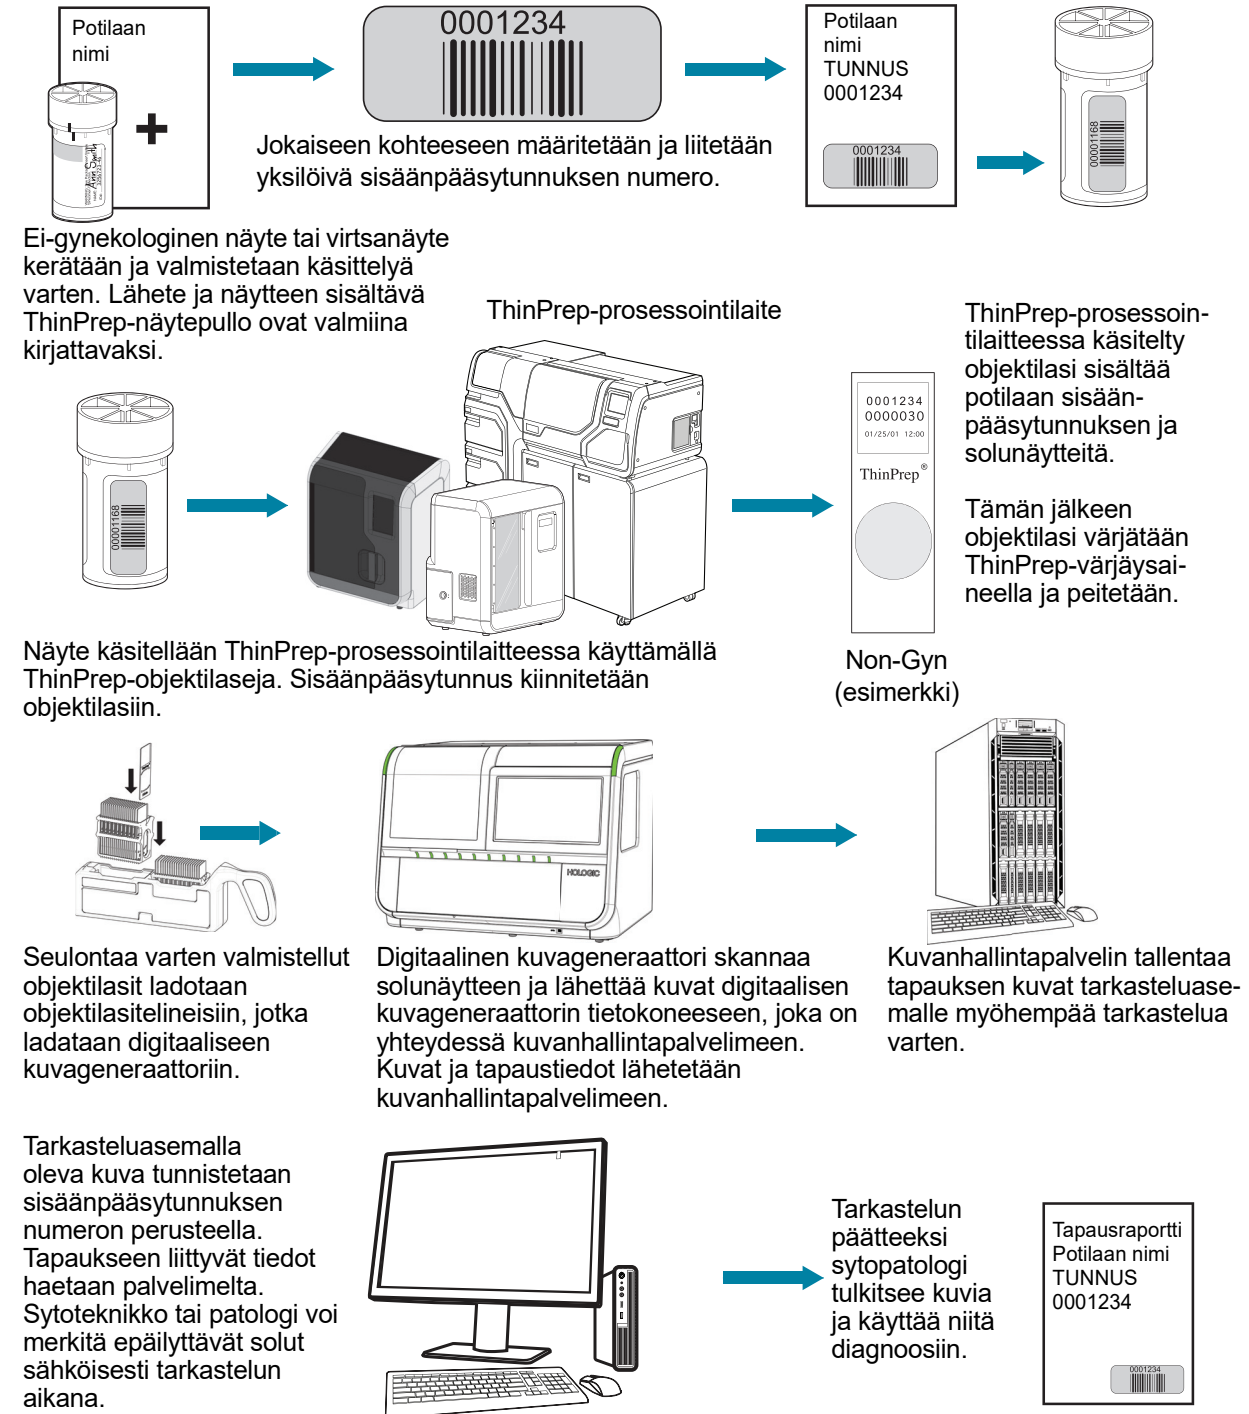 Potilaan
nimi
Ann Smith
0001234
Jokaiseen kohteeseen määritetään ja liitetään
yksilöivä sisäänpääsytunnuksen numero.
Potilaan
nimi
TUNNUS
0001234
0001234
00001168
Ei-gynekologinen näyte tai virtsanäyte
kerätään ja valmistetaan käsittelyä
varten. Lähete ja näytteen sisältävä
ThinPrep-näytepullo ovat valmiina
kirjattavaksi.
00001168
ThinPrep-prosessointilaite
0001234
0000030
01/25/01 12:00
ThinPrep®
Non-Gyn
(esimerkki)
ThinPrep-prosessoin-
tilaitteessa käsitelty
objektilasi sisältää
potilaan sisään-
pääsytunnuksen ja
solunäytteitä.
Tämän jälkeen
objektilasi värjätään
ThinPrep-värjäysai-
neella ja peitetään.
Näyte käsitellään ThinPrep-prosessointilaitteessa käyttämällä
ThinPrep-objektilaseja. Sisäänpääsytunnus kiinnitetään
objektilasiin.
HOLOGIC
Seulontaa varten valmistellut
objektilasit ladotaan
objektilasitelineisiin, jotka
ladataan digitaaliseen
kuvageneraattoriin.
Digitaalinen kuvageneraattori skannaa
solunäytteen ja lähettää kuvat digitaalisen
kuvageneraattorin tietokoneeseen, joka on
yhteydessä kuvanhallintapalvelimeen.
Kuvat ja tapaustiedot lähetetään
kuvanhallintapalvelimeen.
Kuvanhallintapalvelin tallentaa
tapauksen kuvat tarkasteluase-
malle myöhempää tarkastelua
varten.
Tarkasteluasemalla
oleva kuva tunnistetaan
sisäänpääsytunnuksen
numeron perusteella.
Tapaukseen liittyvät tiedot
haetaan palvelimelta.
Sytoteknikko tai patologi voi
merkitä epäilyttävät solut
sähköisesti tarkastelun
aikana.
Tarkastelun
päätteeksi
sytopatologi
tulkitsee kuvia
ja käyttää niitä
diagnoosiin.
Tapausraportti
Potilaan nimi
TUNNUS
0001234
0001234